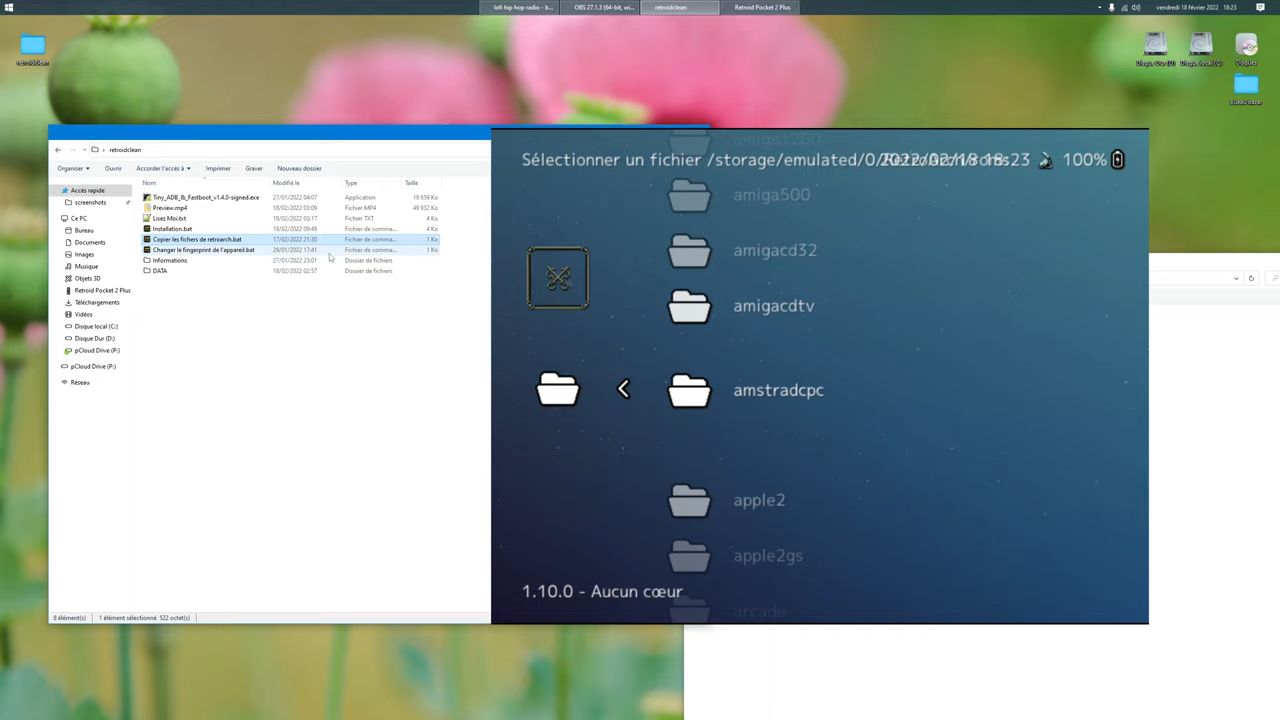 lofi hip hop radio - b...
OBS 27.1.3 (64-bit, wi...
retroidclean
Retroid Pocket 2 Plus
vendredi 18 février 2022
18:23
retroidclean
Disque Dur (D:)
Disque local (C:)
Disques
Bureau bazar
retroidclean
Organiser
Ouvrir
Accorder l'accès à
Imprimer
Graver
Nouveau dossier
Nom
Modifié le
Type
Taille
Accès rapide
screenshots
Ce PC
Bureau
Documents
Images
Musique
Objets 3D
Retroid Pocket 2 Plus
Téléchargements
Vidéos
Disque local (C:)
Disque Dur (D:)
pCloud Drive (P:)
pCloud Drive (P:)
Réseau
Tiny_ADB_&_Fastboot_v1.4.0-signed.exe 27/01/2022 04:07 Application 19 659 Ko
Preview.mp4 18/02/2022 03:09 Fichier MP4 49 932 Ko
Lisez Moi.txt 18/02/2022 03:17 Fichier TXT 4 Ko
Installation.bat 18/02/2022 09:49 Fichier de comma... 4 Ko
Copier les fichers de retroarch.bat 17/02/2022 21:30 Fichier de comma... 1 Ko
Changer le fingerprint de l'appareil.bat 29/01/2022 17:41 Fichier de comma... 1 Ko
Informations 27/01/2022 23:01 Dossier de fichiers
DATA 18/02/2022 02:57 Dossier de fichiers
8 élément(s)
1 élément sélectionné 522 octet(s)
Sélectionner un fichier /storage/emulated/0/
2022/02/18 18:23
100%
amiga500
amigacd32
amigacdtv
amstradcpc
apple2
apple2gs
arcade
1.10.0 - Aucun cœur